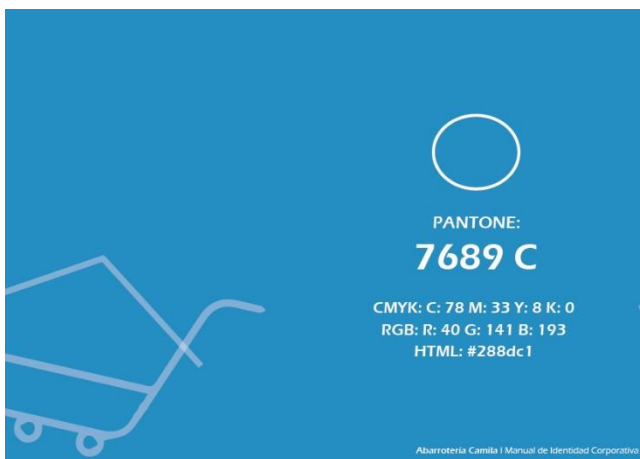 PANTONE:
7689 C
CMYK: C: 78 M: 33 Y: 8 K: 0
RGB: R: 40 G: 141 B: 193
HTML: #288dc1
Abarrotería Camila I Manual de Identidad Corporativa